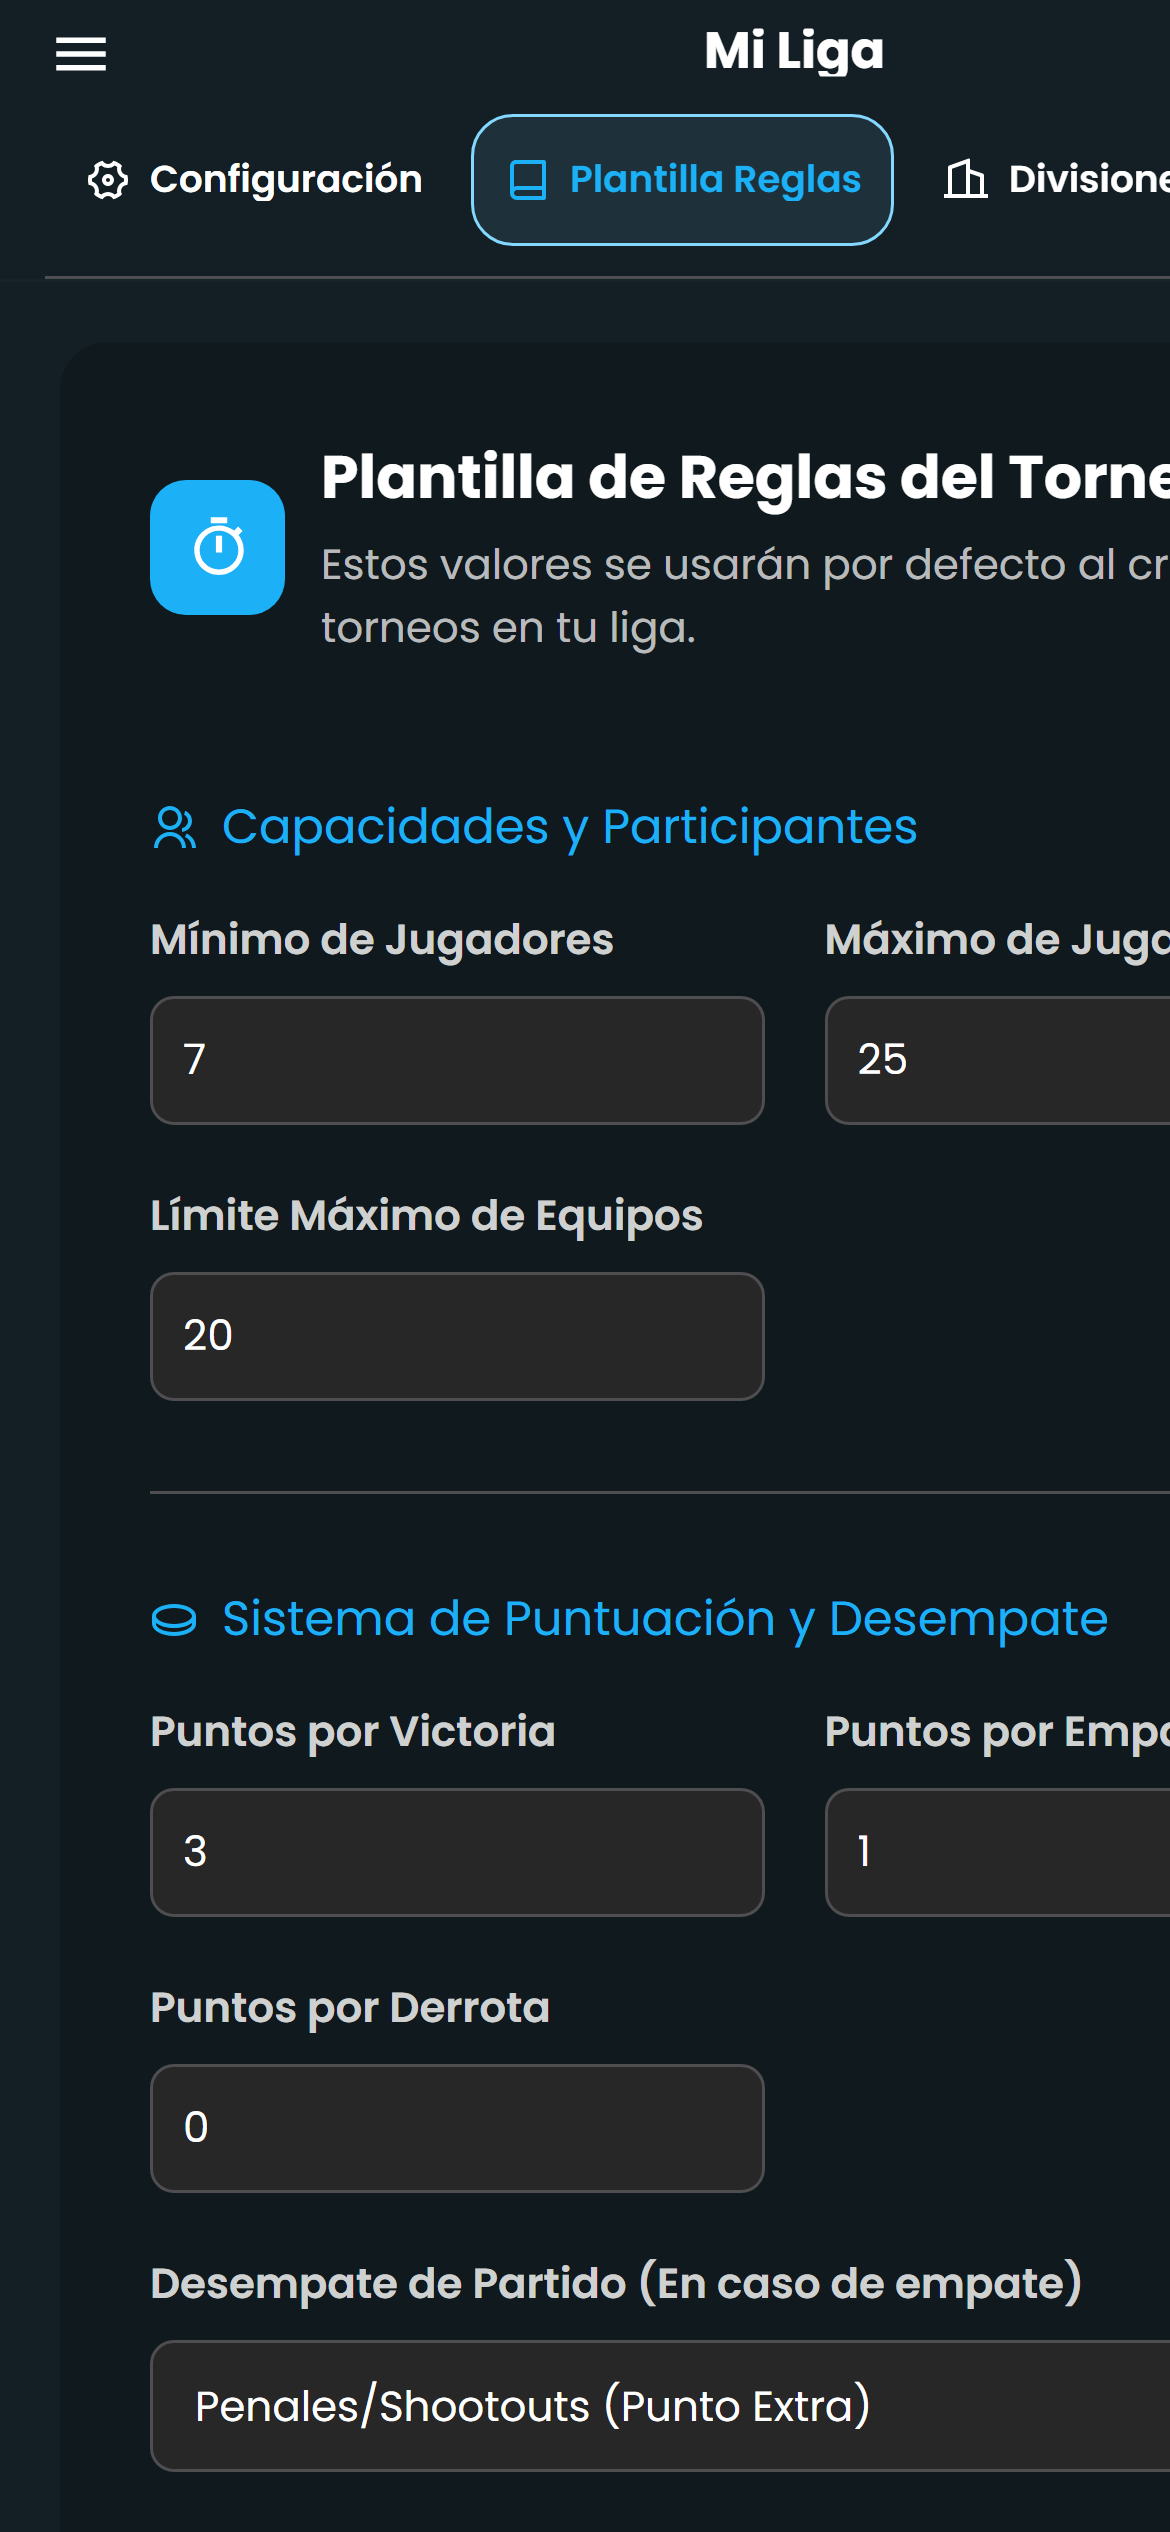 Mi Liga
Configuración Plantilla Reglas Divisione
Plantilla de Reglas del Torne
Estos valores se usarán por defecto al cr
torneos en tu liga.
Capacidades y Participantes
Mínimo de Jugadores Máximo de Juga
7 25
Límite Máximo de Equipos
20
Sistema de Puntuación y Desempate
Puntos por Victoria Puntos por Empa
3 1
Puntos por Derrota
0
Desempate de Partido (En caso de empate)
Penales/Shootouts (Punto Extra)